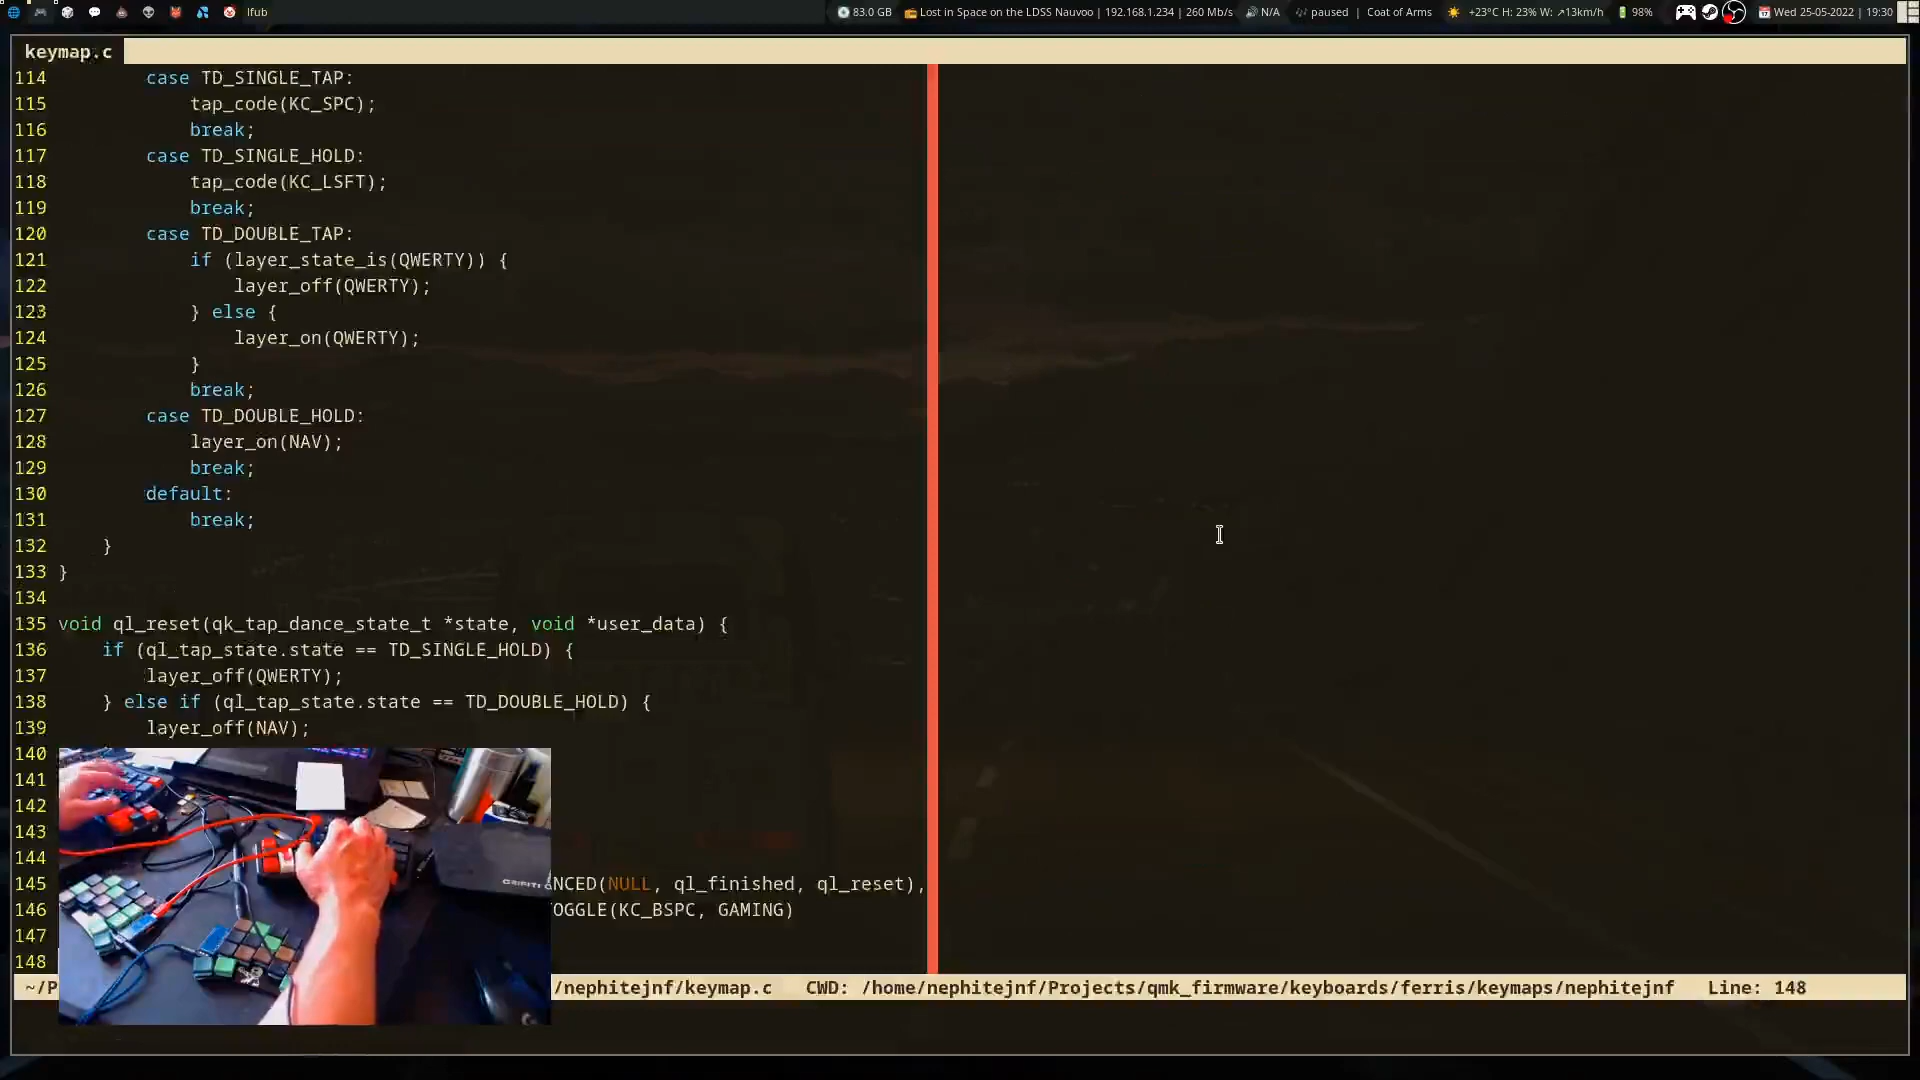 lfub
83.0 GB
Lost in Space on the LDSS Nauvoo | 192.168.1.234 | 260 Mb/s
N/A
paused | Coat of Arms
+23°C H: 23% W: ↗13km/h
98%
Wed 25-05-2022 | 19:30
keymap.c
114 case TD_SINGLE_TAP:
115 tap_code(KC_SPC);
116 break;
117 case TD_SINGLE_HOLD:
118 tap_code(KC_LSFT);
119 break;
120 case TD_DOUBLE_TAP:
121 if (layer_state_is(QWERTY)) {
122 layer_off(QWERTY);
123 } else {
124 layer_on(QWERTY);
125 }
126 break;
127 case TD_DOUBLE_HOLD:
128 layer_on(NAV);
129 break;
130 default:
131 break;
132 }
133 }
134
135 void ql_reset(qk_tap_dance_state_t *state, void *user_data) {
136 if (ql_tap_state.state == TD_SINGLE_HOLD) {
137 layer_off(QWERTY);
138 } else if (ql_tap_state.state == TD_DOUBLE_HOLD) {
139 layer_off(NAV);
140
141
142
143
144
145 NCED(NULL, ql_finished, ql_reset),
146 OGGLE(KC_BSPC, GAMING)
147
148
~/P /nephitejnf/keymap.c CWD: /home/nephitejnf/Projects/qmk_firmware/keyboards/ferris/keymaps/nephitejnf Line: 148